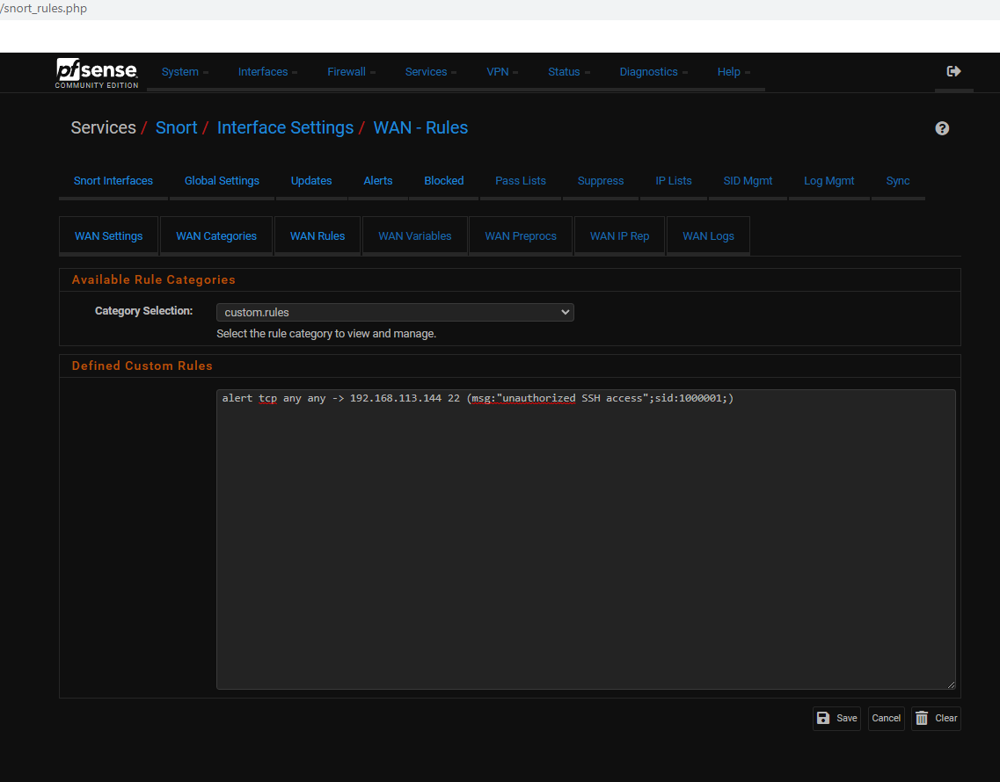 /snort_rules.php
pfsense
COMMUNITY EDITION
System Interfaces Firewall Services VPN Status Diagnostics Help
Services / Snort / Interface Settings / WAN - Rules
?
Snort Interfaces Global Settings Updates Alerts Blocked Pass Lists Suppress IP Lists SID Mgmt Log Mgmt Sync
WAN Settings WAN Categories WAN Rules WAN Variables WAN Preprocs WAN IP Rep WAN Logs
Available Rule Categories
Category Selection: custom.rules
Select the rule category to view and manage.
Defined Custom Rules
alert tcp any any -> 192.168.113.144 22 (msg:"unauthorized SSH access";sid:1000001;)
Save Cancel Clear